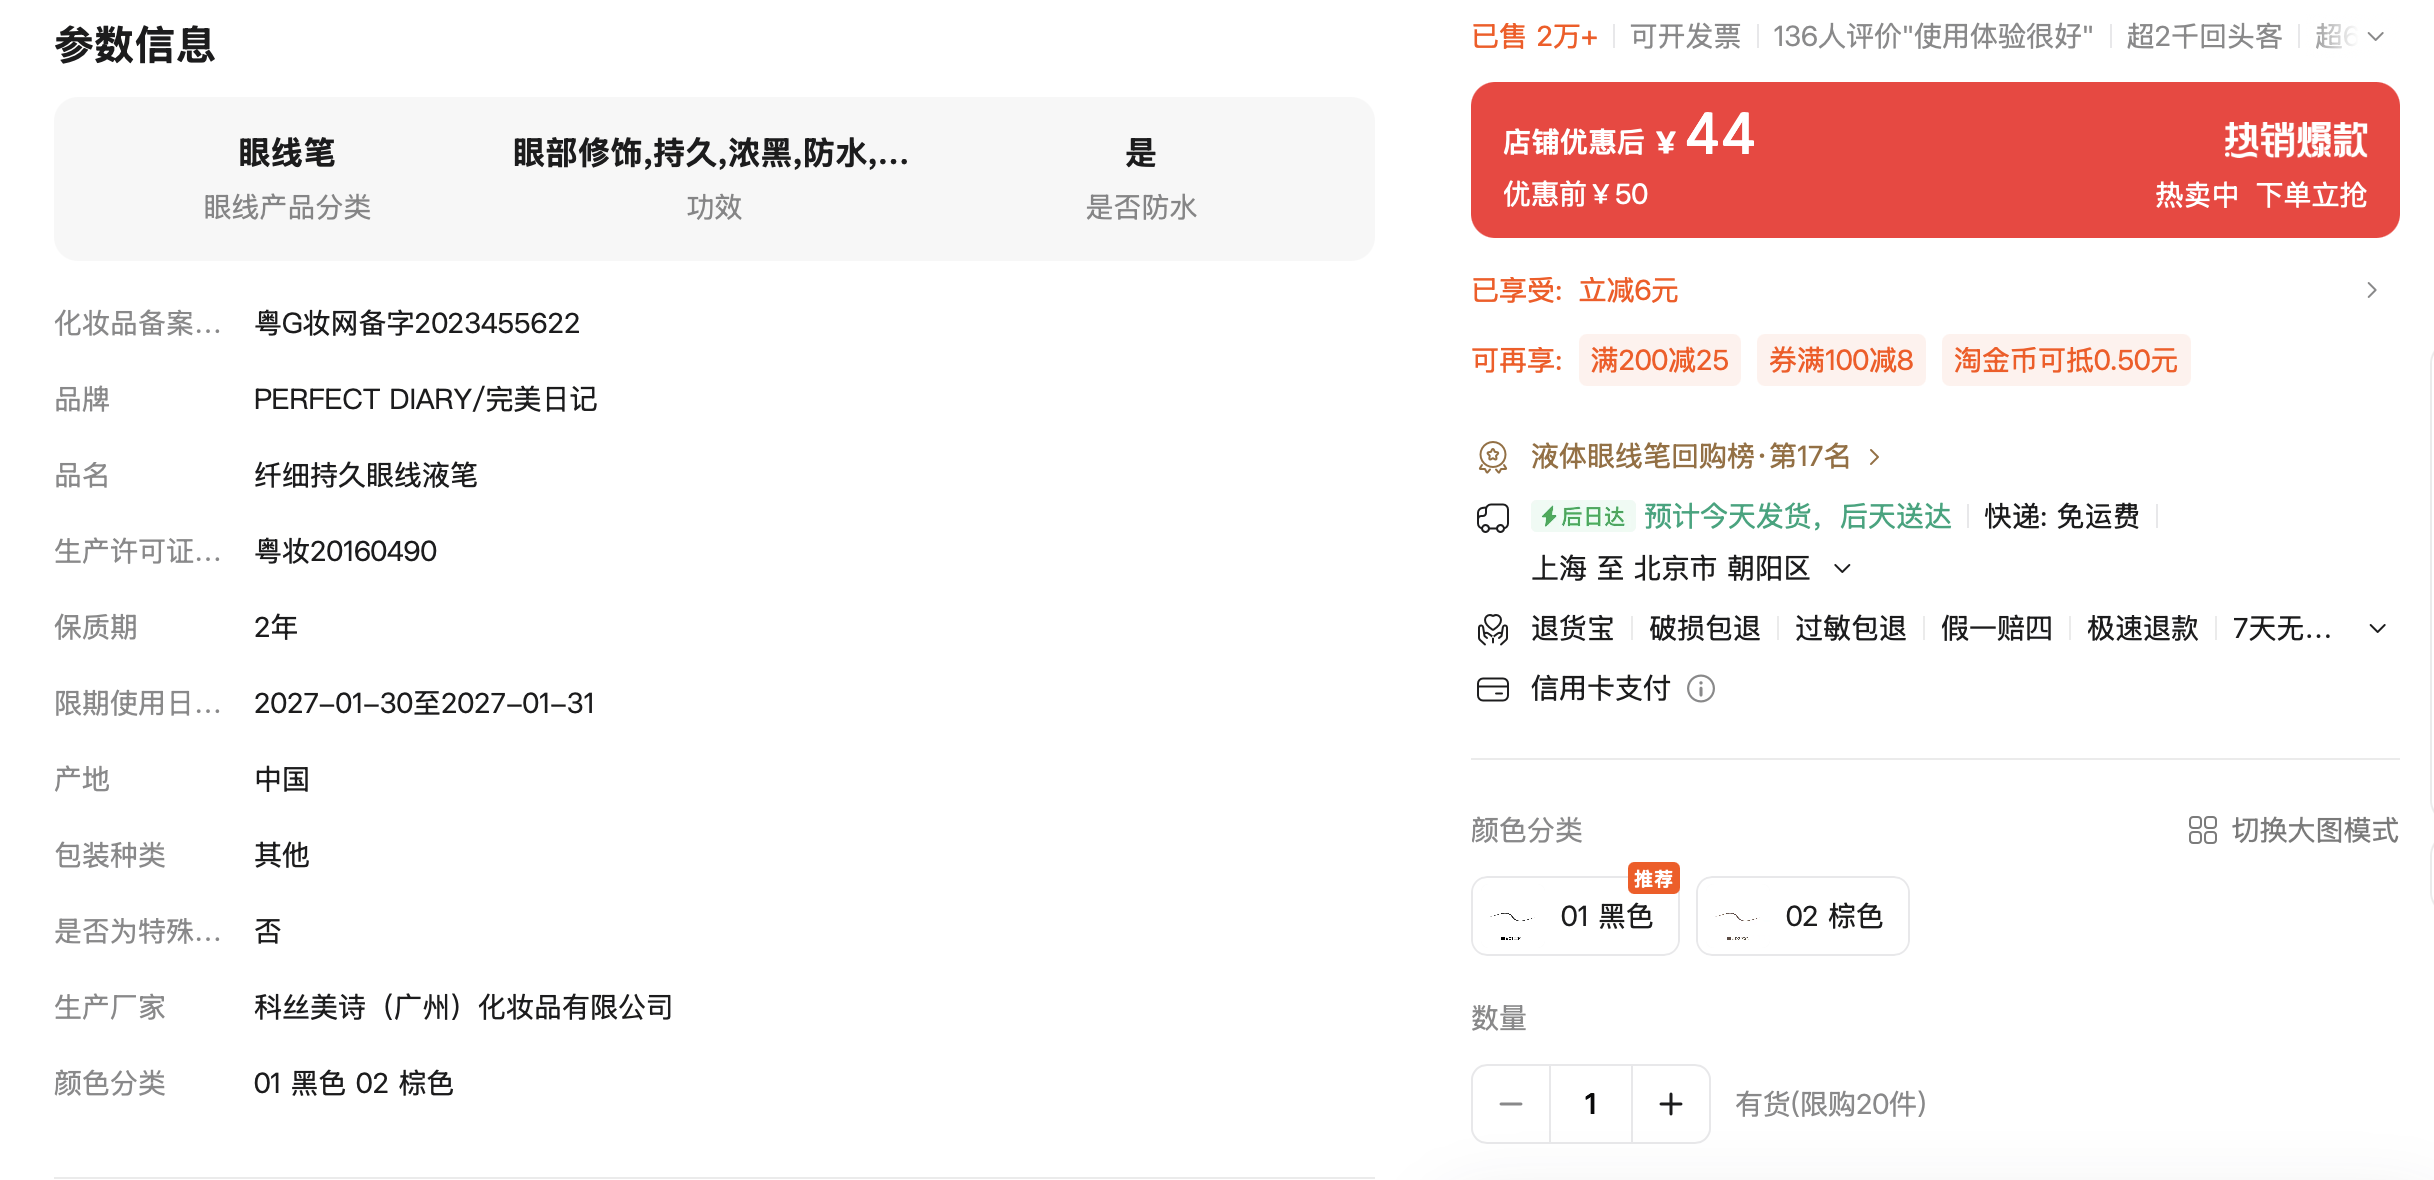 参数信息
眼线笔
眼线产品分类
眼部修饰,持久,浓黑,防水,...
功效
是
是否防水
化妆品备案...
粤G妆网备字2023455622
品牌
PERFECT DIARY/完美日记
品名
纤细持久眼线液笔
生产许可证...
粤妆20160490
保质期
2年
限期使用日...
2027-01-30至2027-01-31
产地
中国
包装种类
其他
是否为特殊...
否
生产厂家
科丝美诗（广州）化妆品有限公司
颜色分类
01 黑色 02 棕色
已售 2万+
可开发票
136人评价"使用体验很好"
超2千回头客
超6
店铺优惠后 ¥ 44
优惠前 ¥ 50
热销爆款
热卖中 下单立抢
已享受: 立减6元
可再享: 满200减25 券满100减8 淘金币可抵0.50元
液体眼线笔回购榜·第17名
后日达 预计今天发货，后天送达 快递: 免运费
上海 至 北京市 朝阳区
退货宝 破损包退 过敏包退 假一赔四 极速退款 7天无...
信用卡支付
颜色分类
切换大图模式
推荐
01 黑色
02 棕色
数量
1
有货(限购20件)